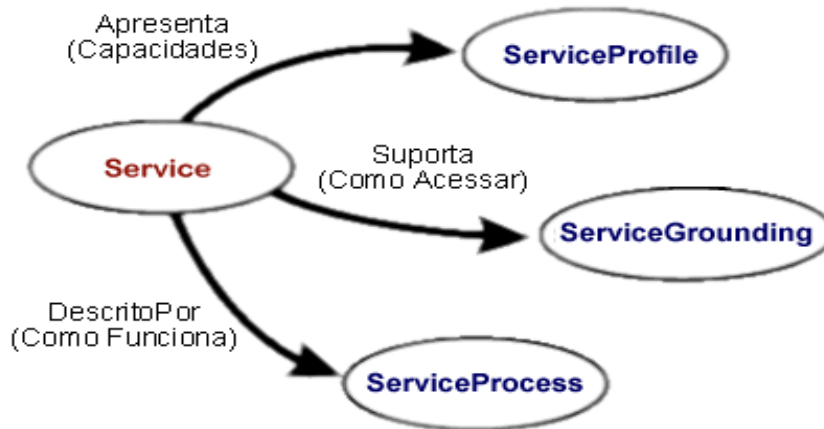 Apresenta
(Capacidades)
ServiceProfile
Service
Suporta
(Como Acessar)
ServiceGrounding
DescritoPor
(Como Funciona)
ServiceProcess